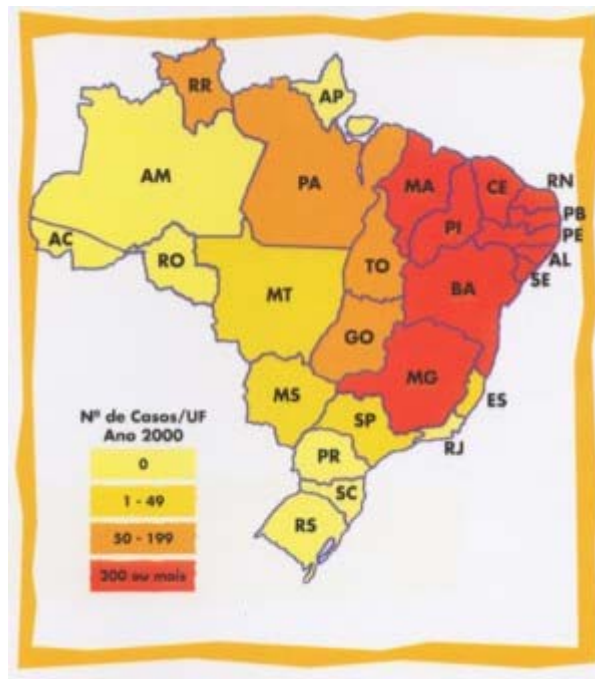 RR
AP
AM
PA
MA
CE
RN
PB
PE
AL
SE
PI
AC
RO
TO
BA
MT
GO
MG
MS
ES
SP
RJ
PR
SC
RS
Nº de Casos/UF
Ano 2000
0
1 - 49
50 - 199
200 ou mais